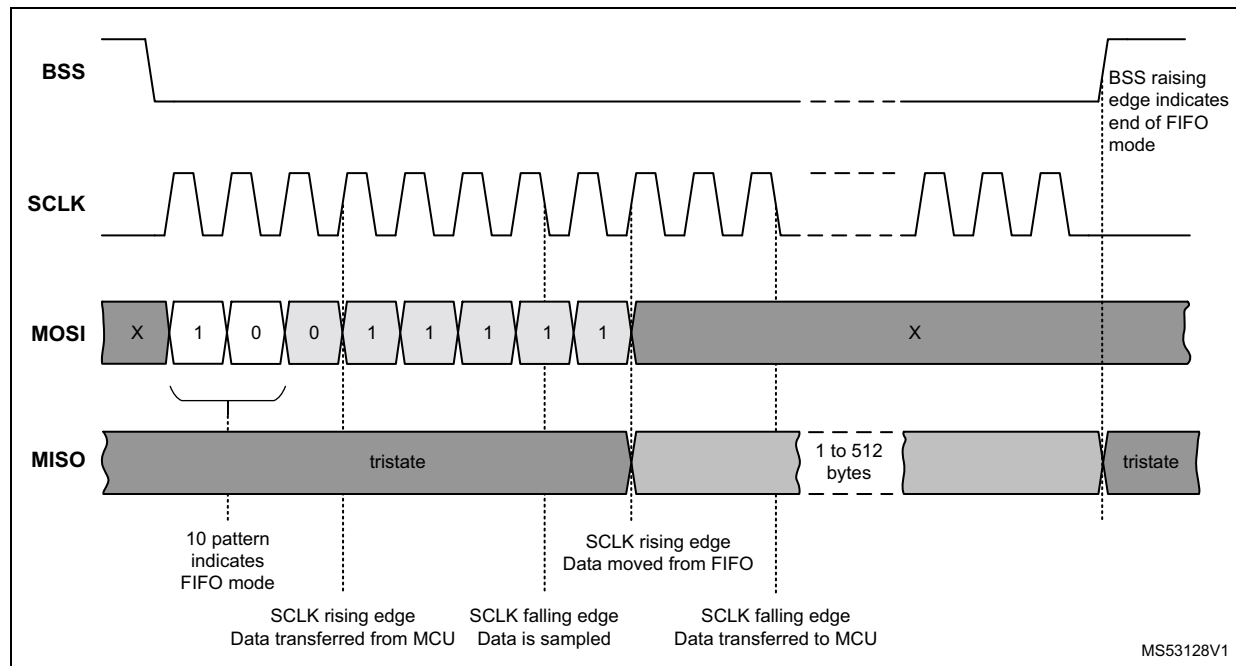 BSS
BSS raising
edge indicates
end of FIFO
mode
SCLK
MOSI
X 1 0 0 1 1 1 1 1 X
MISO
tristate
1 to 512
bytes
tristate
10 pattern
indicates
FIFO mode
SCLK rising edge
Data moved from FIFO
SCLK rising edge
Data transferred from MCU
SCLK falling edge
Data is sampled
SCLK falling edge
Data transferred to MCU
MS53128V1